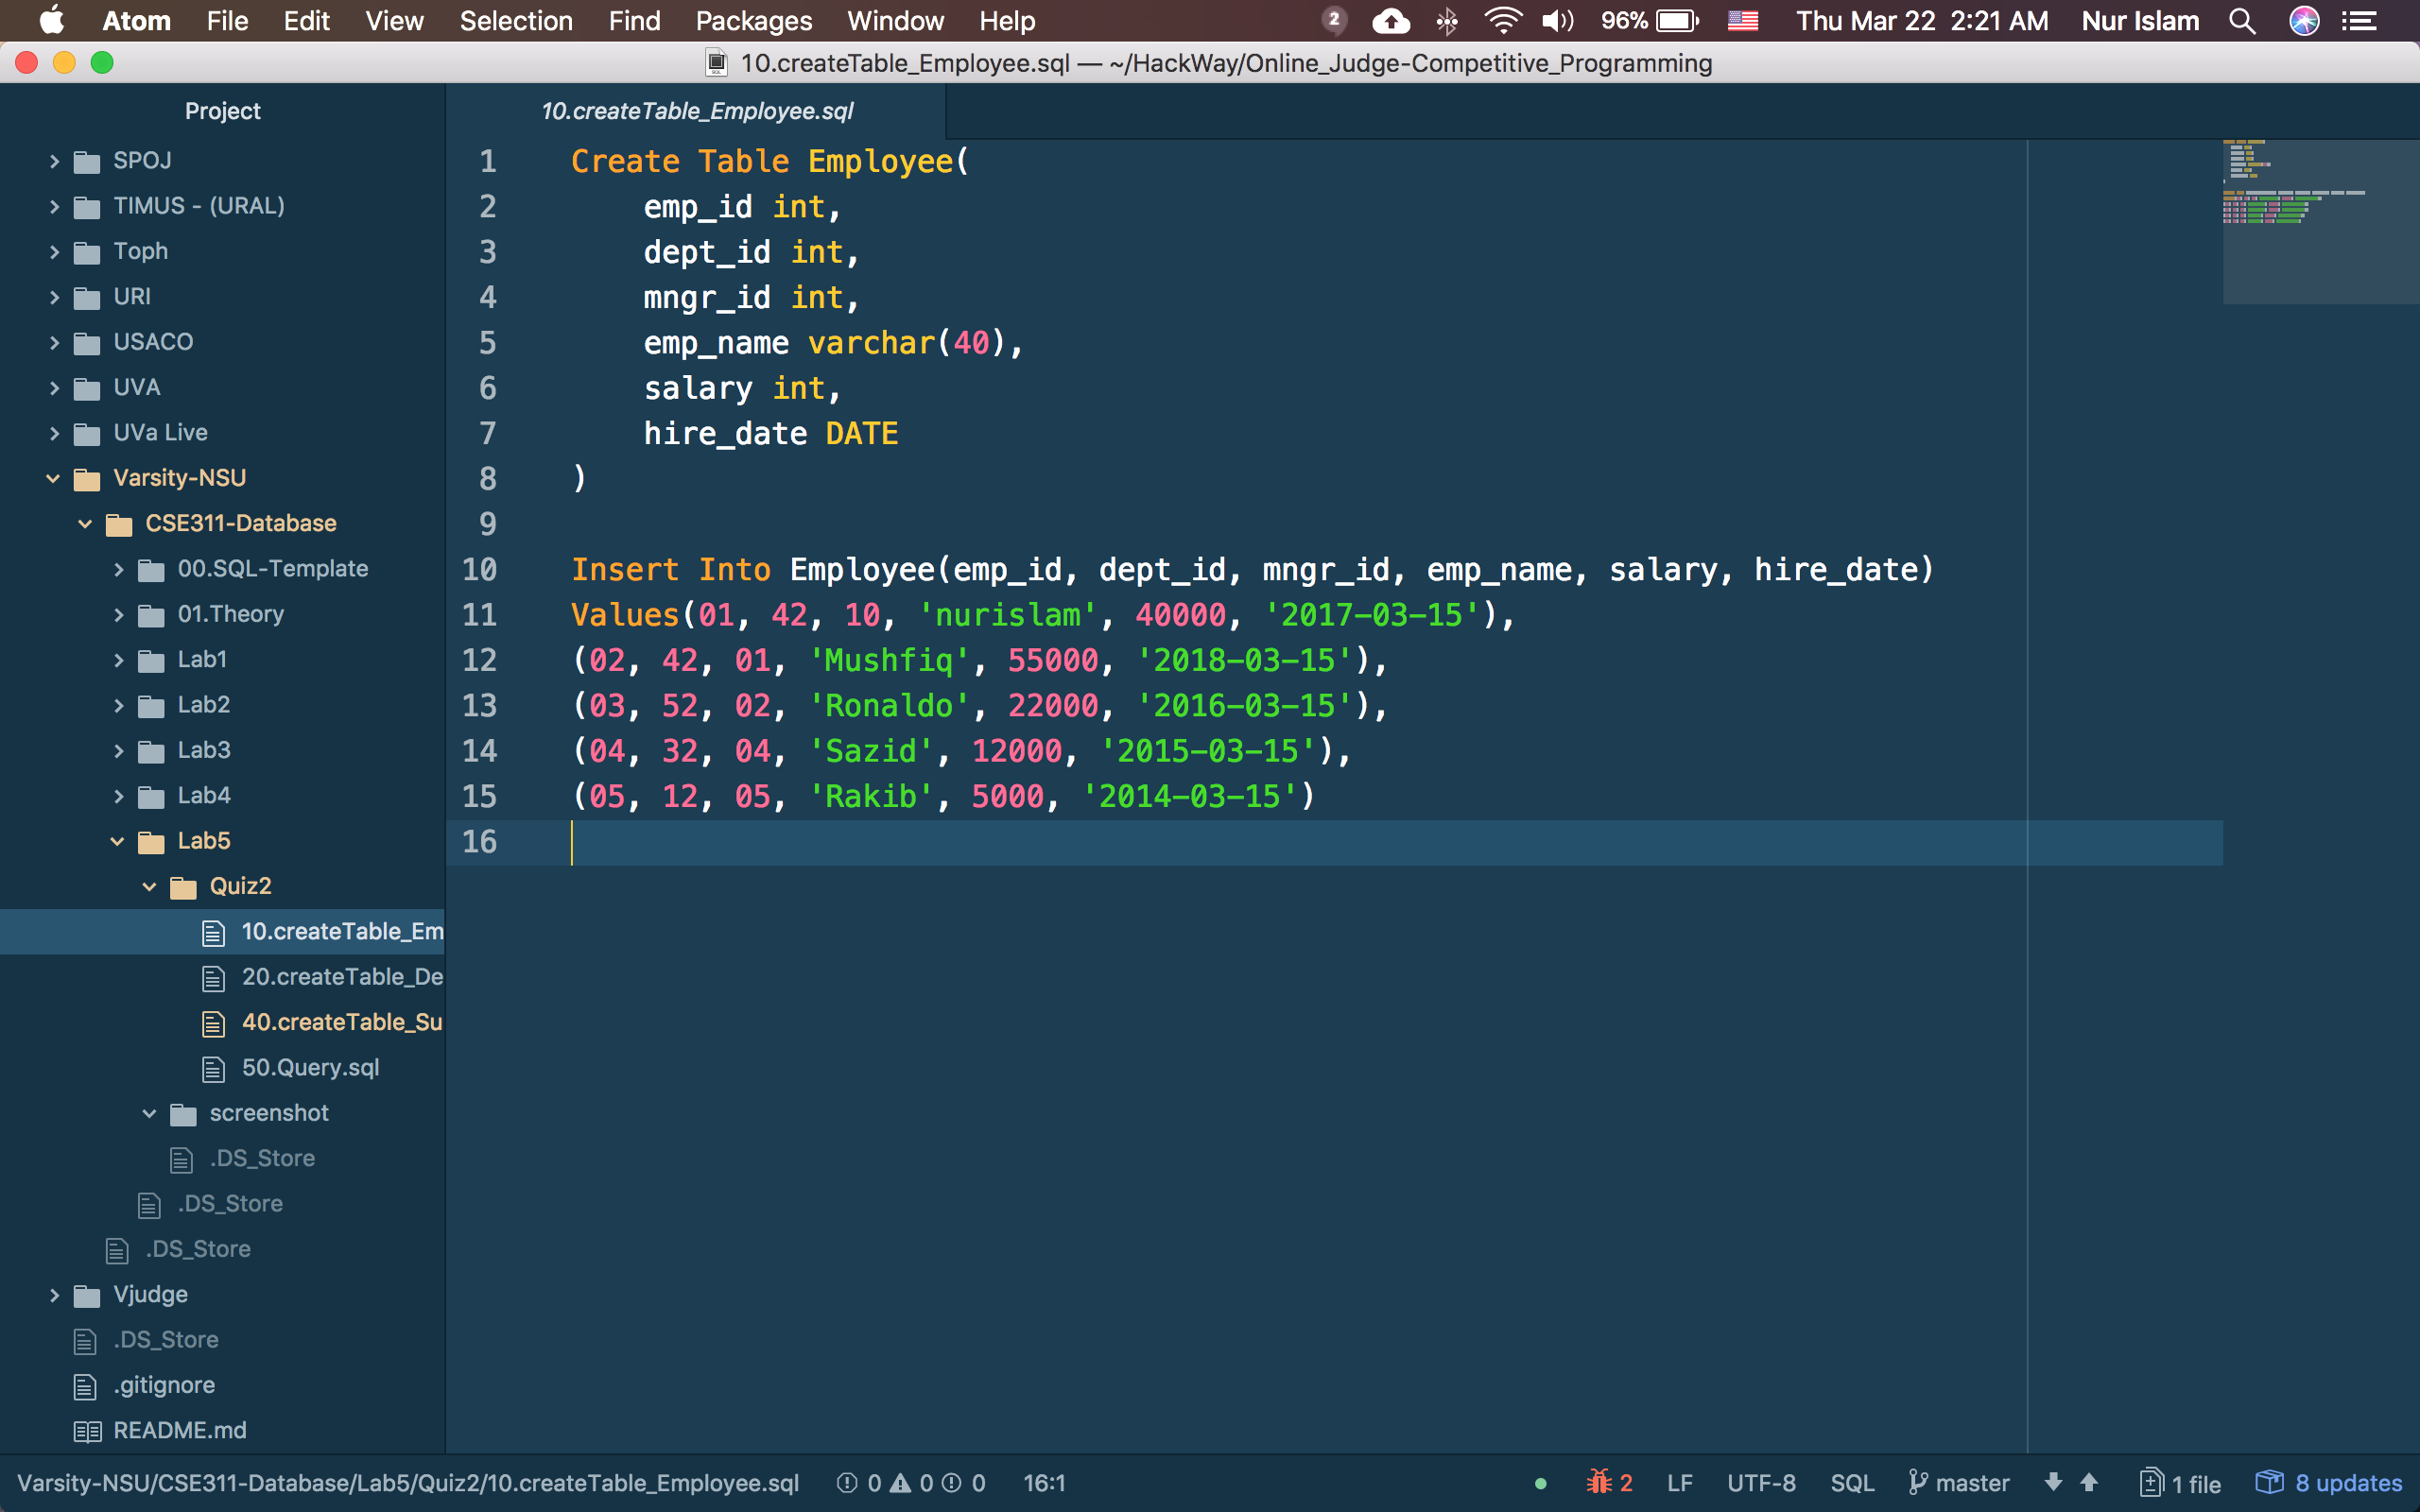 Atom File Edit View Selection Find Packages Window Help 2 96% Thu Mar 22 2:21 AM Nur Islam
10.createTable_Employee.sql — ~/HackWay/Online_Judge-Competitive_Programming
Project
SPOJ
TIMUS - (URAL)
Toph
URI
USACO
UVA
UVa Live
Varsity-NSU
CSE311-Database
00.SQL-Template
01.Theory
Lab1
Lab2
Lab3
Lab4
Lab5
Quiz2
10.createTable_Em
20.createTable_De
40.createTable_Su
50.Query.sql
screenshot
.DS_Store
.DS_Store
.DS_Store
Vjudge
.DS_Store
.gitignore
README.md
10.createTable_Employee.sql
1 Create Table Employee(
2     emp_id int,
3     dept_id int,
4     mngr_id int,
5     emp_name varchar(40),
6     salary int,
7     hire_date DATE
8 )
9
10 Insert Into Employee(emp_id, dept_id, mngr_id, emp_name, salary, hire_date)
11 Values(01, 42, 10, 'nurislam', 40000, '2017-03-15'),
12 (02, 42, 01, 'Mushfiq', 55000, '2018-03-15'),
13 (03, 52, 02, 'Ronaldo', 22000, '2016-03-15'),
14 (04, 32, 04, 'Sazid', 12000, '2015-03-15'),
15 (05, 12, 05, 'Rakib', 5000, '2014-03-15')
16
Varsity-NSU/CSE311-Database/Lab5/Quiz2/10.createTable_Employee.sql 0 0 0 16:1 2 LF UTF-8 SQL master 1 file 8 updates